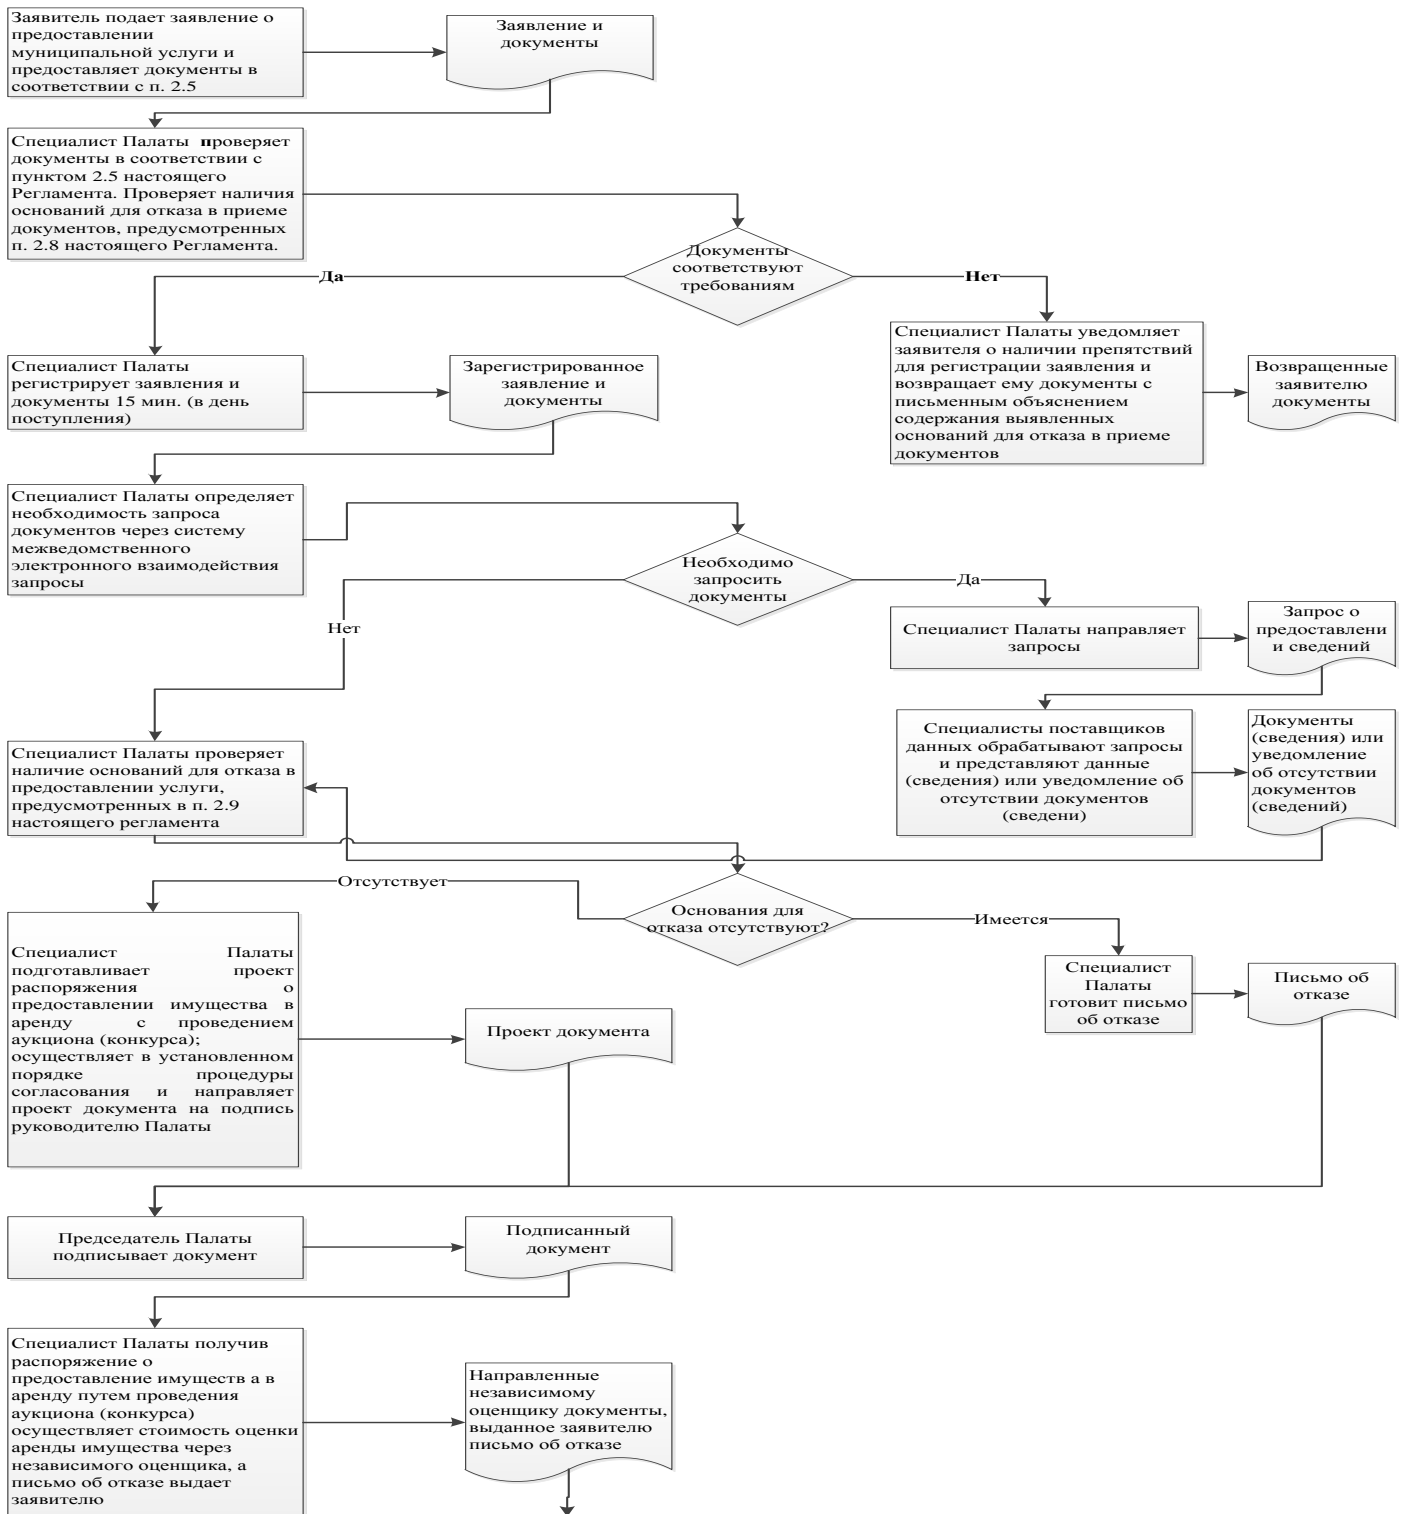 Заявитель подает заявление о
предоставлении
муниципальной услуги и
предоставляет документы в
соответствии с п. 2.5
Заявление и
документы
Специалист Палаты проверяет
документы в соответствии с
пунктом 2.5 настоящего
Регламента. Проверяет наличия
оснований для отказа в приеме
документов, предусмотренных
п. 2.8 настоящего Регламента.
Документы
соответствуют
требованиям
Да
Нет
Специалист Палаты
регистрирует заявления и
документы 15 мин. (в день
поступления)
Зарегистрированное
заявление и
документы
Специалист Палаты уведомляет
заявителя о наличии препятствий
для регистрации заявления и
возвращает ему документы с
письменным объяснением
содержания выявленных
оснований для отказа в приеме
документов
Возвращенные
заявителю
документы
Специалист Палаты определяет
необходимость запроса
документов через систему
межведомственного
электронного взаимодействия
запросы
Необходимо
запросить
документы
Да
Нет
Специалист Палаты направляет
запросы
Запрос о
предоставлени
и сведений
Специалисты поставщиков
данных обрабатывают запросы
и представляют данные
(сведения) или уведомление об
отсутствии документов
(сведени)
Документы
(сведения) или
уведомление
об отсутствии
документов
(сведений)
Специалист Палаты проверяет
наличие оснований для отказа в
предоставлении услуги,
предусмотренных в п. 2.9
настоящего регламента
Основания для
отказа отсутствуют?
Отсутствует
Имеется
Специалист Палаты
подготавливает проект
распоряжения о
предоставлении имущества в
аренду с проведением
аукциона (конкурса);
осуществляет в установленном
порядке процедуры
согласования и направляет
проект документа на подпись
руководителю Палаты
Проект документа
Специалист
Палаты
готовит письмо
об отказе
Письмо об
отказе
Председатель Палаты
подписывает документ
Подписанный
документ
Специалист Палаты получив
распоряжение о
предоставление имуществ а в
аренду путем проведения
аукциона (конкурса)
осуществляет стоимость оценки
аренды имущества через
независимого оценщика, а
письмо об отказе выдает
заявителю
Направленные
независимому
оценщику документы,
выданное заявителю
письмо об отказе